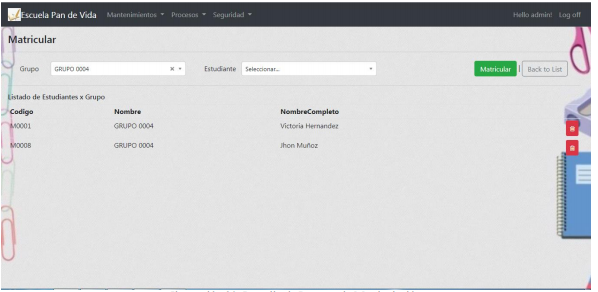 Escuela Pan de Vida Mantenimientos Procesos Seguridad Hello admin! Log off
Matricular
Grupo GRUPO 0004 × Estudiante Seleccionar... Matricular | Back to List
Listado de Estudiantes x Grupo
Codigo Nombre NombreCompleto
M0001 GRUPO 0004 Victoria Hernandez
M0008 GRUPO 0004 Jhon Muñoz